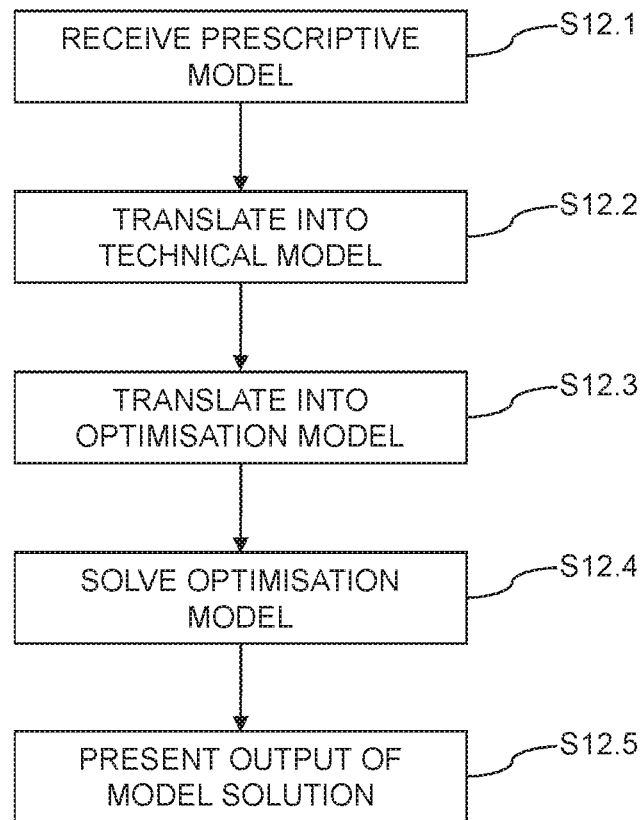 RECEIVE PRESCRIPTIVE
MODEL
S12.1
TRANSLATE INTO
TECHNICAL MODEL
S12.2
TRANSLATE INTO
OPTIMISATION MODEL
S12.3
SOLVE OPTIMISATION
MODEL
S12.4
PRESENT OUTPUT OF
MODEL SOLUTION
S12.5